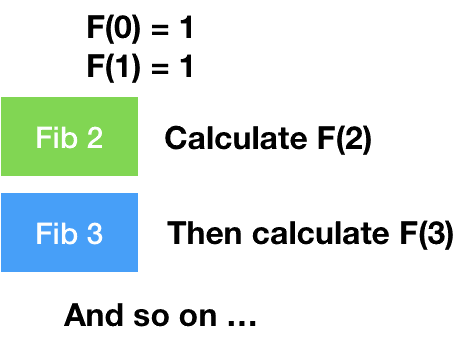 F(0) = 1
F(1) = 1
Fib 2 Calculate F(2)
Fib 3 Then calculate F(3)
And so on …